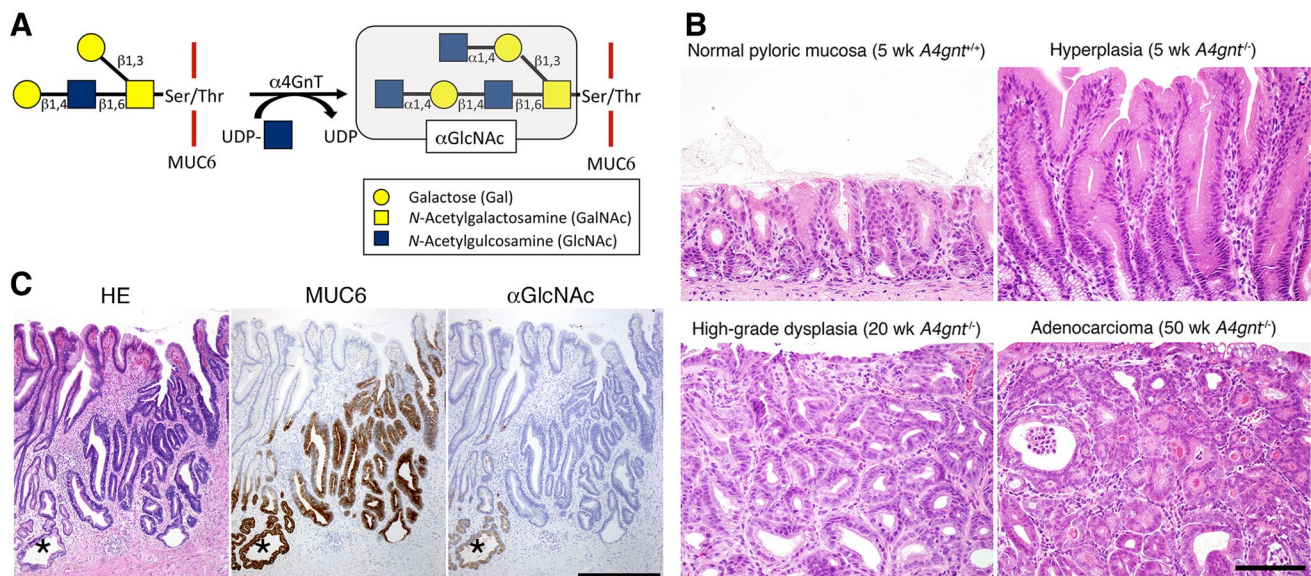 A
β1,3
β1,4
β1,6
Ser/Thr
MUC6
α4GnT
UDP-
UDP
α1,4
β1,3
α1,4
β1,4
β1,6
Ser/Thr
αGlcNAc
MUC6
Galactose (Gal)
N-Acetylgalactosamine (GalNAc)
N-Acetylgulcosamine (GlcNAc)
B
Normal pyloric mucosa (5 wk A4gnt+/+)
Hyperplasia (5 wk A4gnt-/-)
High-grade dysplasia (20 wk A4gnt-/-)
Adenocarcioma (50 wk A4gnt-/-)
C
HE
MUC6
αGlcNAc
*
*
*